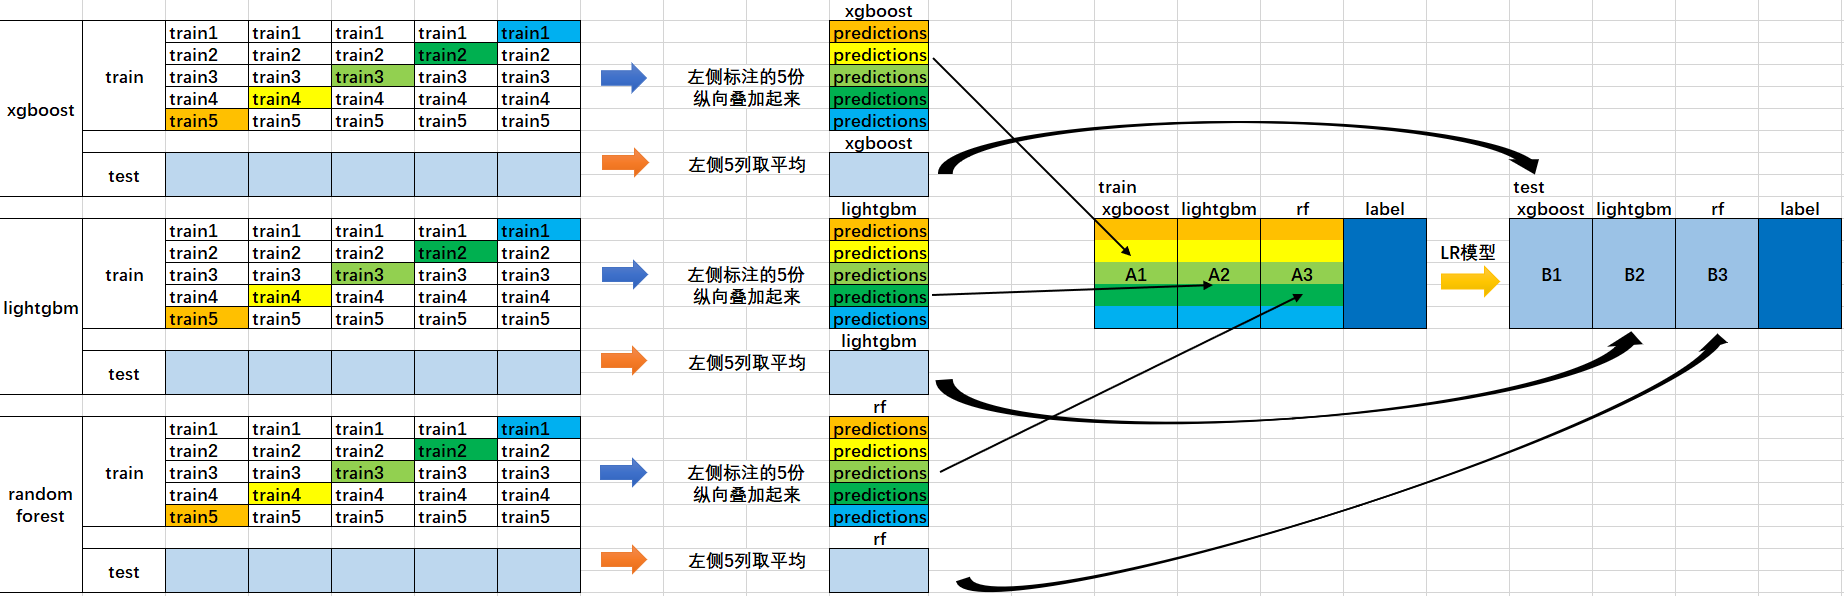 xgboost
train1 train1 train1 train1 train1
train2 train2 train2 train2 train2
train
train3 train3 train3 train3 train3
train4 train4 train4 train4 train4
train5 train5 train5 train5 train5
xgboost
test
左侧标注的5份
纵向叠加起来
左侧5列取平均
xgboost
predictions
predictions
predictions
predictions
predictions
xgboost
lightgbm
train
train1 train1 train1 train1 train1
train2 train2 train2 train2 train2
train3 train3 train3 train3 train3
train4 train4 train4 train4 train4
train5 train5 train5 train5 train5
test
左侧标注的5份
纵向叠加起来
左侧5列取平均
lightgbm
predictions
predictions
predictions
predictions
predictions
lightgbm
random
forest
train
train1 train1 train1 train1 train1
train2 train2 train2 train2 train2
train3 train3 train3 train3 train3
train4 train4 train4 train4 train4
train5 train5 train5 train5 train5
test
左侧标注的5份
纵向叠加起来
左侧5列取平均
rf
predictions
predictions
predictions
predictions
predictions
rf
train
xgboost lightgbm rf label
A1 A2 A3
LR模型
test
xgboost lightgbm rf label
B1 B2 B3